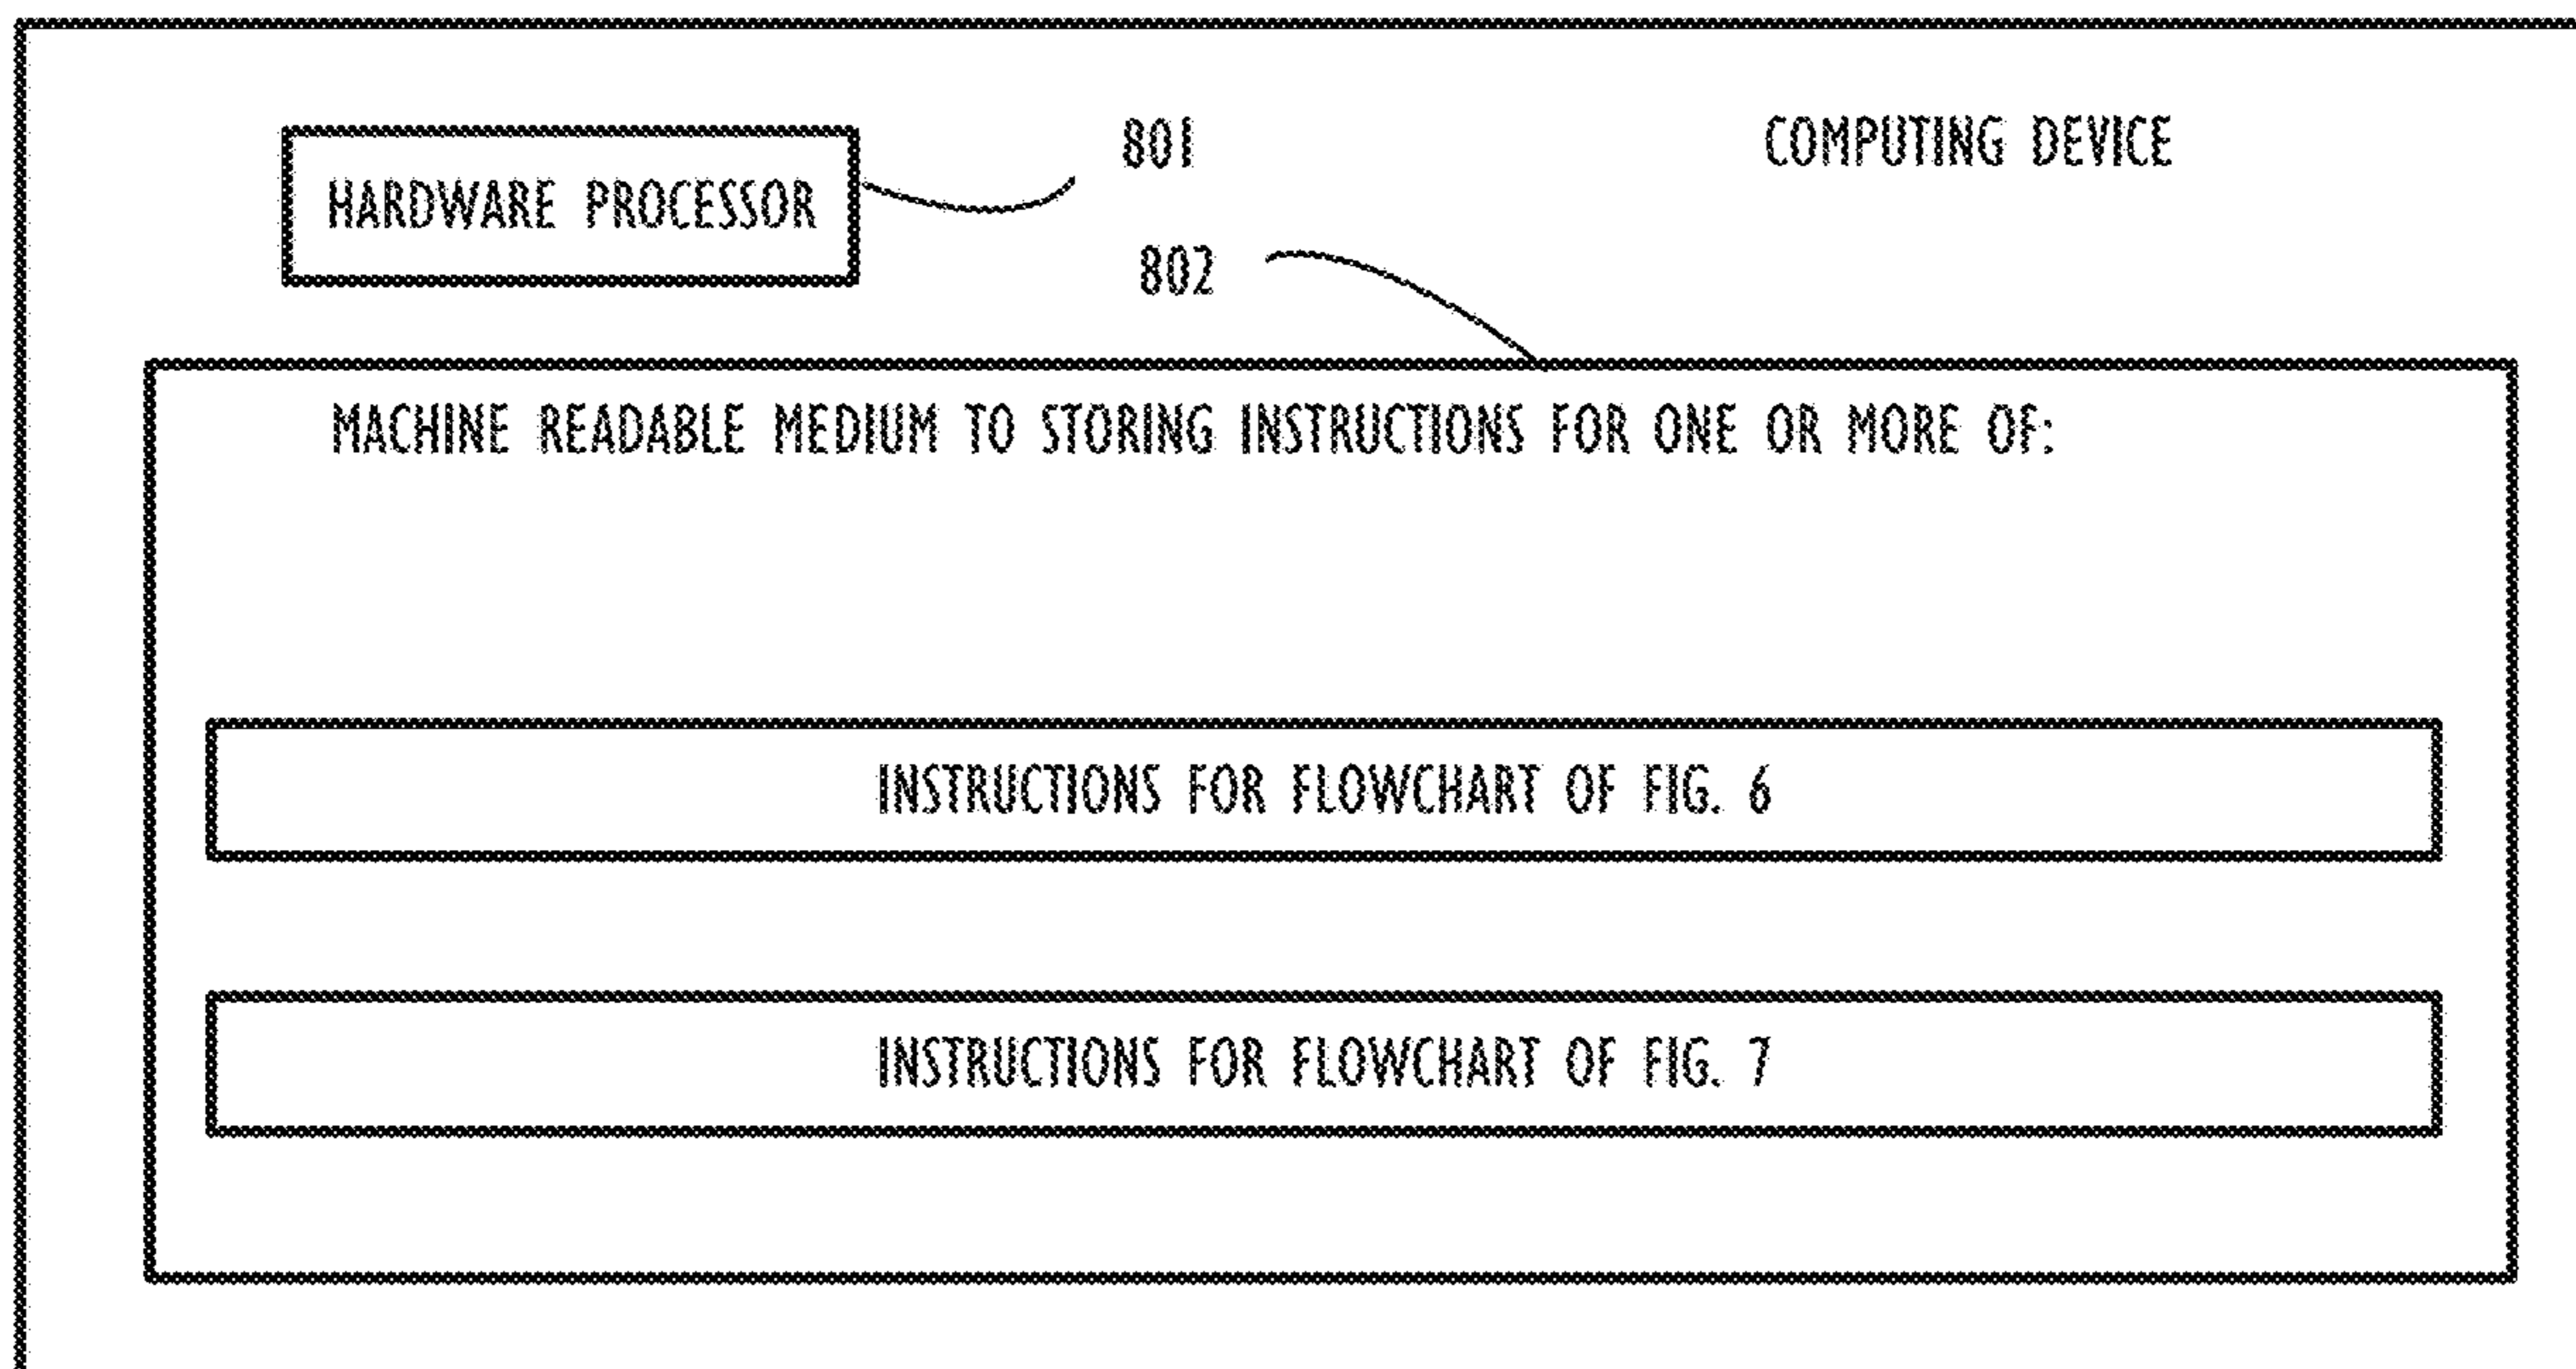 801
COMPUTING DEVICE
HARDWARE PROCESSOR
802
MACHINE READABLE MEDIUM TO STORING INSTRUCTIONS FOR ONE OR MORE OF:
INSTRUCTIONS FOR FLOWCHART OF FIG. 6
INSTRUCTIONS FOR FLOWCHART OF FIG. 7